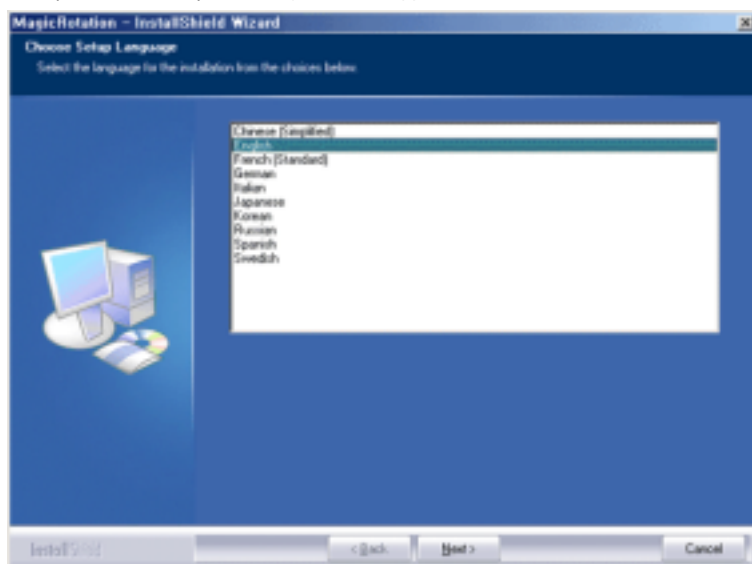 MagicRotation - InstallShield Wizard
Choose Setup Language
Select the language for the installation from the choices below.
Chinese (Simplified)
English
French (Standard)
German
Italian
Japanese
Korean
Russian
Spanish
Swedish
InstallShield
< Back
Next >
Cancel